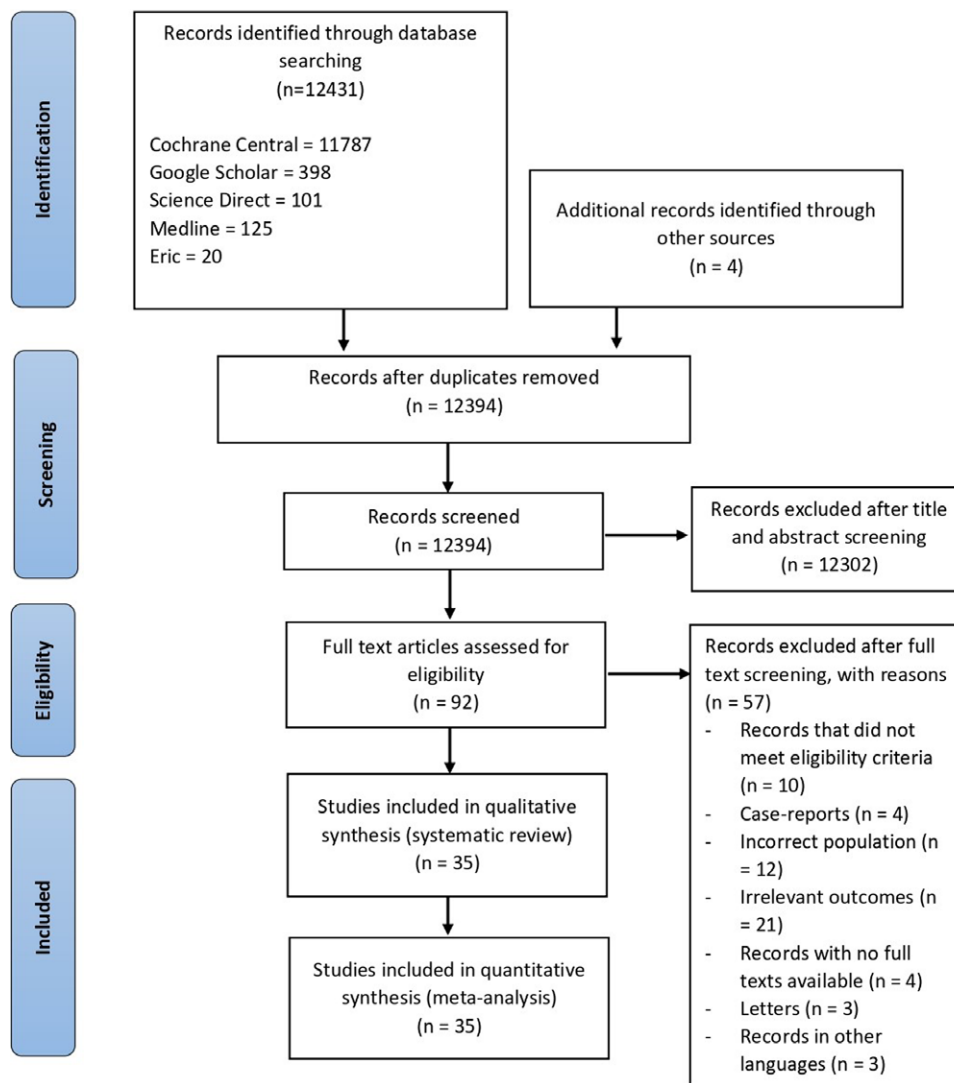 Identification
Records identified through database
searching
(n=12431)
Cochrane Central = 11787
Google Scholar = 398
Science Direct = 101
Medline = 125
Eric = 20
Additional records identified through
other sources
(n = 4)
Screening
Records after duplicates removed
(n = 12394)
Records screened
(n = 12394)
Records excluded after title
and abstract screening
(n = 12302)
Eligibility
Full text articles assessed for
eligibility
(n = 92)
Records excluded after full
text screening, with reasons
(n = 57)
- Records that did not
meet eligibility criteria
(n = 10)
- Case-reports (n = 4)
- Incorrect population (n
= 12)
- Irrelevant outcomes (n
= 21)
- Records with no full
texts available (n = 4)
- Letters (n = 3)
- Records in other
languages (n = 3)
Included
Studies included in qualitative
synthesis (systematic review)
(n = 35)
Studies included in quantitative
synthesis (meta-analysis)
(n = 35)